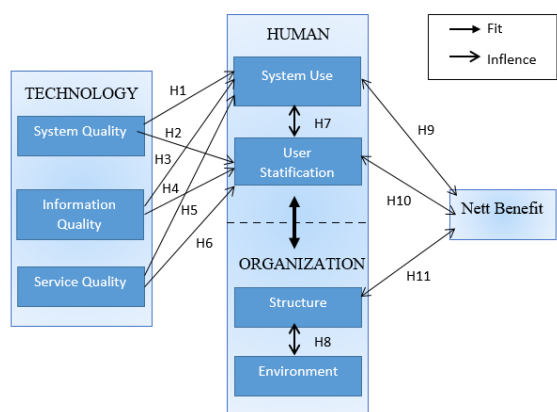 HUMAN
Fit
Inflence
TECHNOLOGY
System Use
H1
System Quality
H2
H7
H9
H3
User
Statification
H4
Information
Quality
H5
H10
Nett Benefit
H6
ORGANIZATION
Service Quality
H11
Structure
H8
Environment